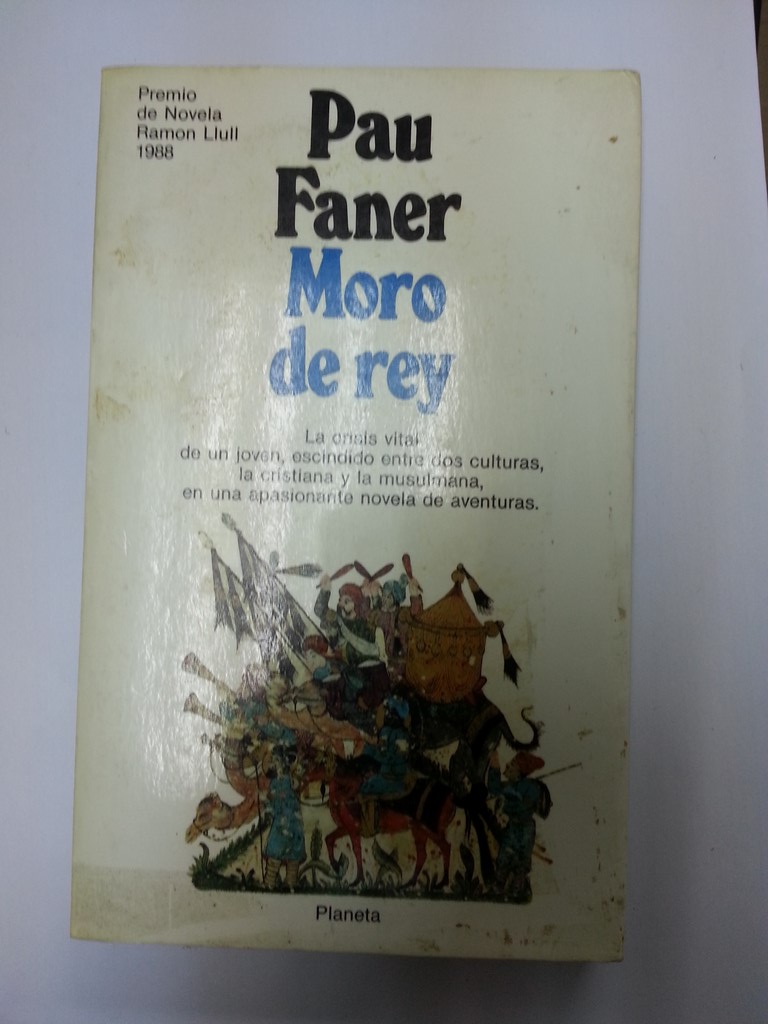 Premio
de Novela
Ramon Llull
1988
Pau
Faner
Moro
de rey
La crisis vital
de un joven, escindido entre dos culturas,
la cristiana y la musulmana,
en una apasionante novela de aventuras.
Planeta